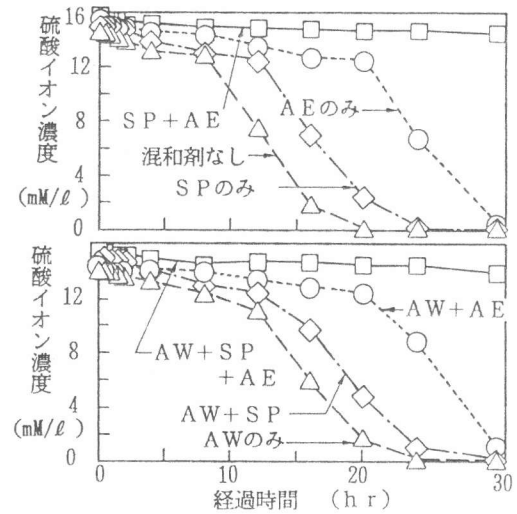 硫酸イオン濃度
(mM/ℓ)
16
12
8
4
0
SP+AE
混和剤なし
SPのみ
AEのみ
硫酸イオン濃度
(mM/ℓ)
12
8
4
0
AW+SP
+AE
AW+SP
AWのみ
AW+AE
0
10
20
30
経過時間 (hr)